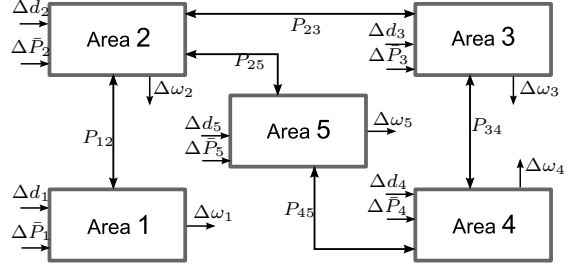 Δd₂
ΔP̄₂
Area 2
Δω₂
P₂₃
P₂₅
Δd₃
ΔP̄₃
Area 3
Δω₃
P₁₂
Δd₅
ΔP̄₅
Area 5
Δω₅
P₃₄
Δd₁
ΔP̄₁
Area 1
Δω₁
P₄₅
Δd₄
ΔP̄₄
Area 4
Δω₄